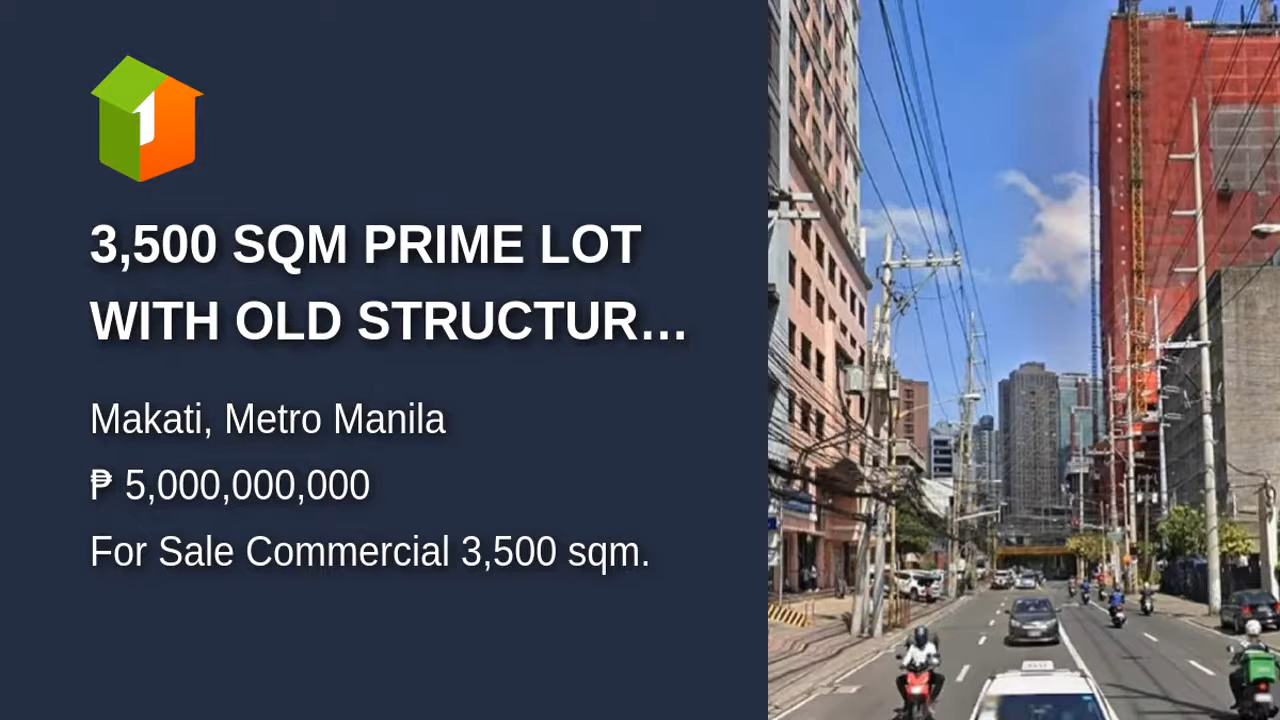 3,500 SQM PRIME LOT
WITH OLD STRUCTUR...
Makati, Metro Manila
₱ 5,000,000,000
For Sale Commercial 3,500 sqm.